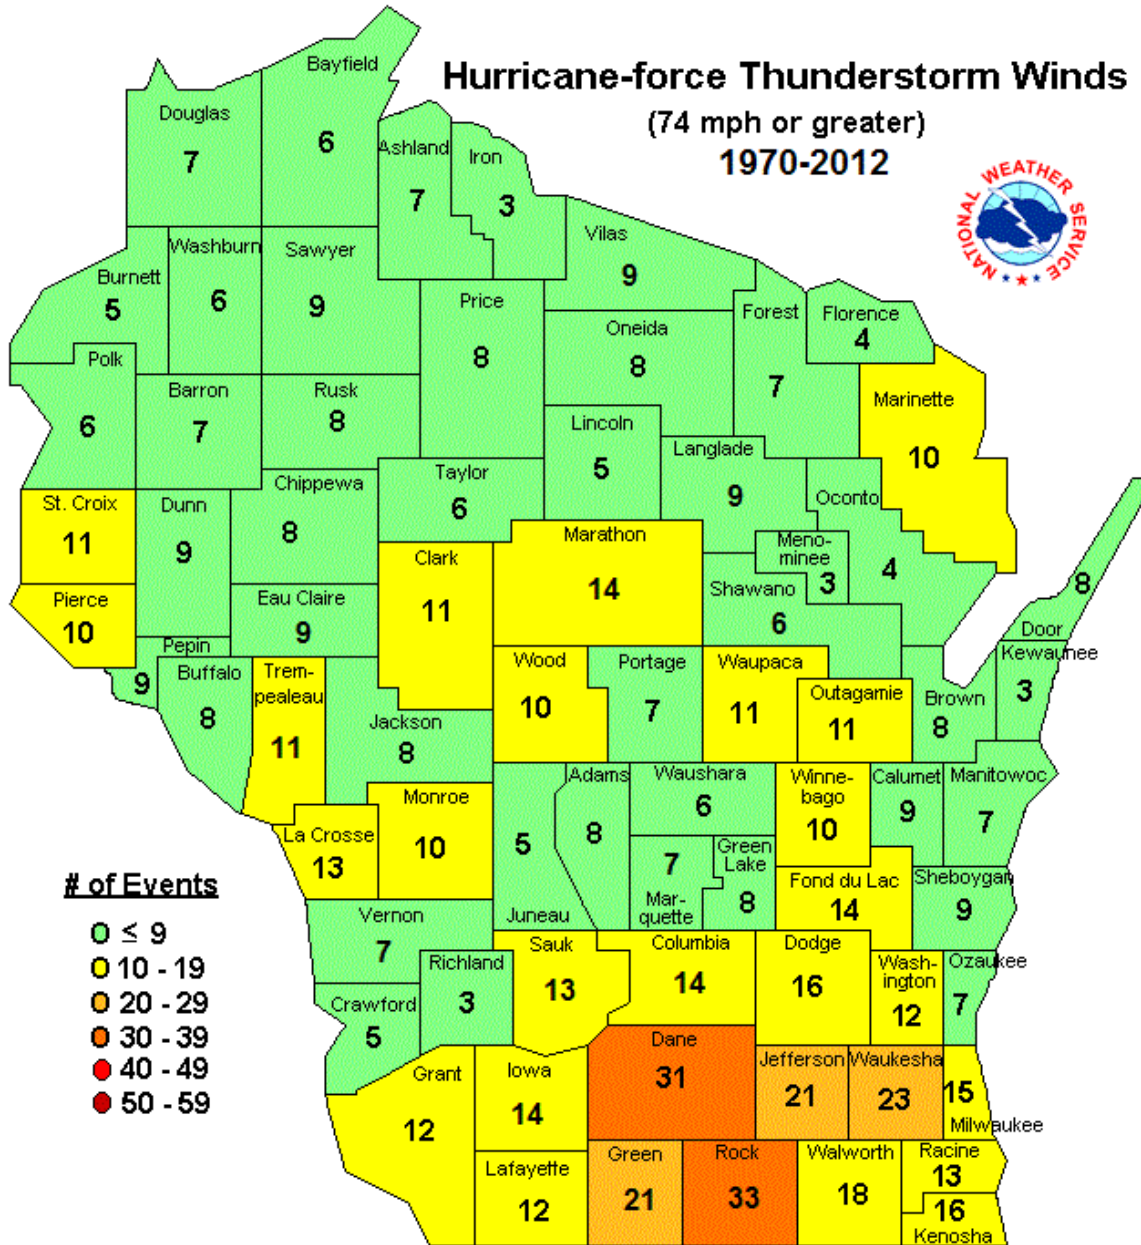 Hurricane-force Thunderstorm Winds
(74 mph or greater)
1970-2012
NATIONAL WEATHER SERVICE
Bayfield
6
Douglas
7
Ashland
7
Iron
3
Vilas
9
Washburn
6
Sawyer
9
Burnett
5
Price
8
Oneida
8
Forest
7
Florence
4
Polk
6
Barron
7
Rusk
8
Marinette
10
Lincoln
5
Langlade
9
Taylor
6
Chippewa
8
St. Croix
11
Dunn
9
Oconto
4
Marathon
14
Clark
11
Meno-
minee
3
Shawano
6
Pierce
10
Eau Claire
9
Pepin
9
Door
8
Kewaunee
3
Buffalo
8
Trem-
pealeau
11
Wood
10
Portage
7
Waupaca
11
Outagamie
11
Brown
8
Jackson
8
Adams
8
Waushara
6
Winne-
bago
10
Calumet
9
Manitowoc
7
Monroe
10
La Crosse
13
Juneau
5
7
Mar-
quette
Green
Lake
8
Fond du Lac
14
Sheboygan
9
# of Events
≤ 9
10 - 19
20 - 29
30 - 39
40 - 49
50 - 59
Vernon
7
Richland
3
Sauk
13
Columbia
14
Dodge
16
Wash-
ington
12
Ozaukee
7
Crawford
5
Grant
12
Iowa
14
Dane
31
Jefferson
21
Waukesha
23
15
Milwaukee
Lafayette
12
Green
21
Rock
33
Walworth
18
Racine
13
16
Kenosha